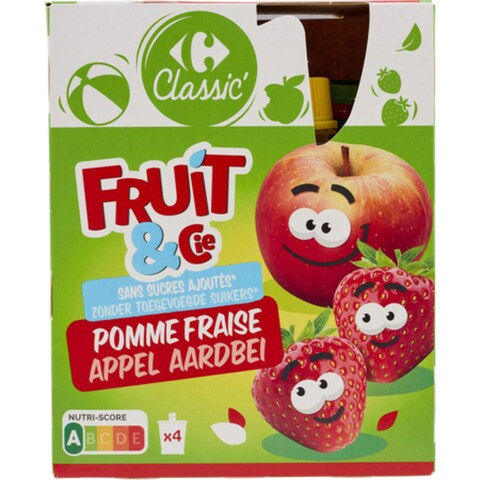 Classic'
FRUIT
& Cie
SANS SUCRES AJOUTÉS*
ZONDER TOEGEVOEGDE SUIKERS*
POMME FRAISE
APPEL AARDBEI
NUTRI-SCORE
A B C D E
x4